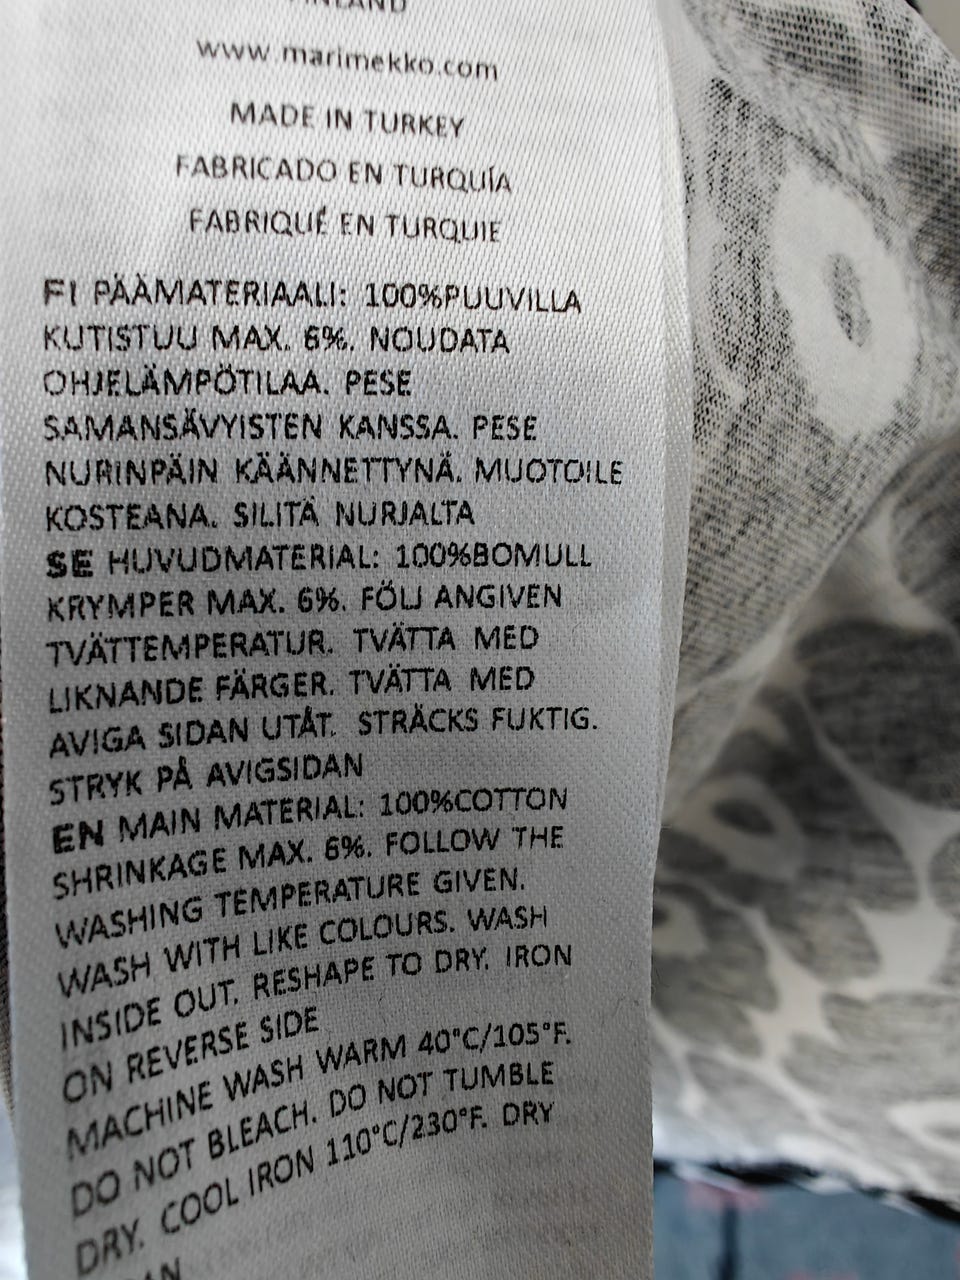 FINLAND
www.marimekko.com
MADE IN TURKEY
FABRICADO EN TURQUÍA
FABRIQUÉ EN TURQUIE
FI PÄÄMATERIAALI: 100%PUUVILLA
KUTISTUU MAX. 6%. NOUDATA
OHJELÄMPÖTILAA. PESE
SAMANSÄVYISTEN KANSSA. PESE
NURINPÄIN KÄÄNNETTYNÄ. MUOTOILE
KOSTEANA. SILITÄ NURJALTA
SE HUVUDMATERIAL: 100%BOMULL
KRYMPER MAX. 6%. FÖLJ ANGIVEN
TVÄTTEMPERATUR. TVÄTTA MED
LIKNANDE FÄRGER. TVÄTTA MED
AVIGA SIDAN UTÅT. STRÄCKS FUKTIG.
STRYK PÅ AVIGSIDAN
EN MAIN MATERIAL: 100%COTTON
SHRINKAGE MAX. 6%. FOLLOW THE
WASHING TEMPERATURE GIVEN.
WASH WITH LIKE COLOURS. WASH
INSIDE OUT. RESHAPE TO DRY. IRON
ON REVERSE SIDE
MACHINE WASH WARM 40°C/105°F.
DO NOT BLEACH. DO NOT TUMBLE
DRY. COOL IRON 110°C/230°F. DRY